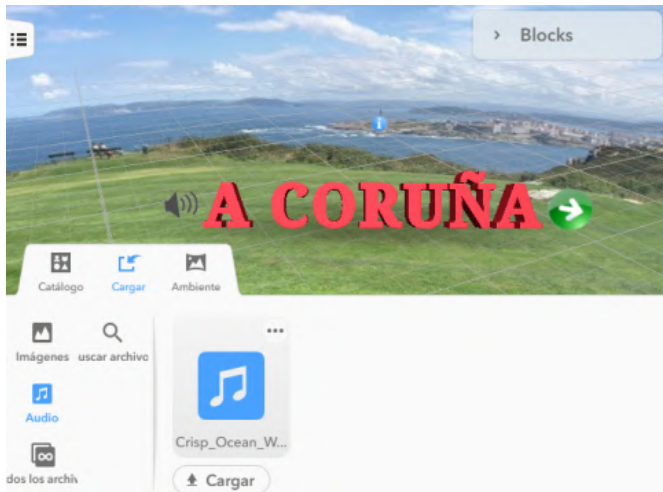 Blocks
A CORUÑA
Catálogo
Cargar
Ambiente
Imágenes
uscar archivo
Audio
Crisp_Ocean_W...
dos los archiv
Cargar